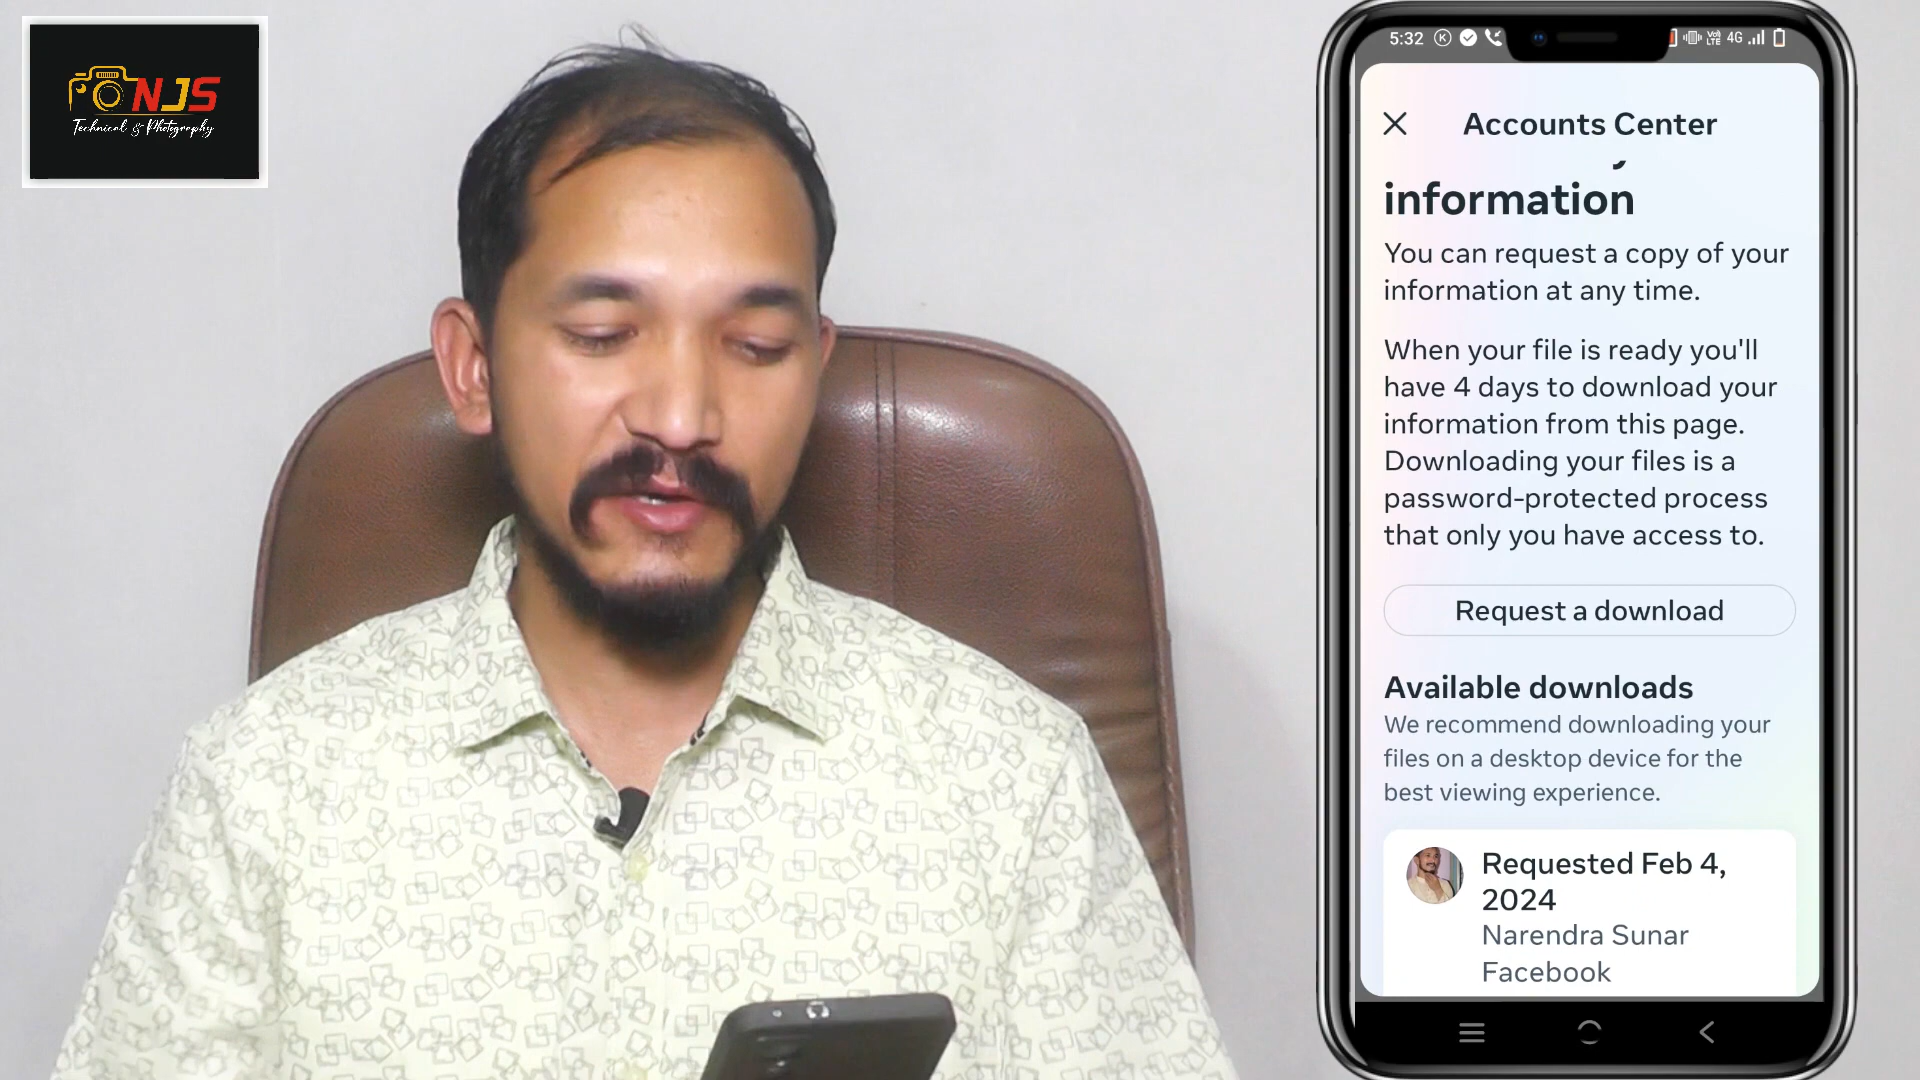 NJS
Technical & Photography
5:32
4G
Accounts Center
information
You can request a copy of your
information at any time.
When your file is ready you'll
have 4 days to download your
information from this page.
Downloading your files is a
password-protected process
that only you have access to.
Request a download
Available downloads
We recommend downloading your
files on a desktop device for the
best viewing experience.
Requested Feb 4,
2024
Narendra Sunar
Facebook